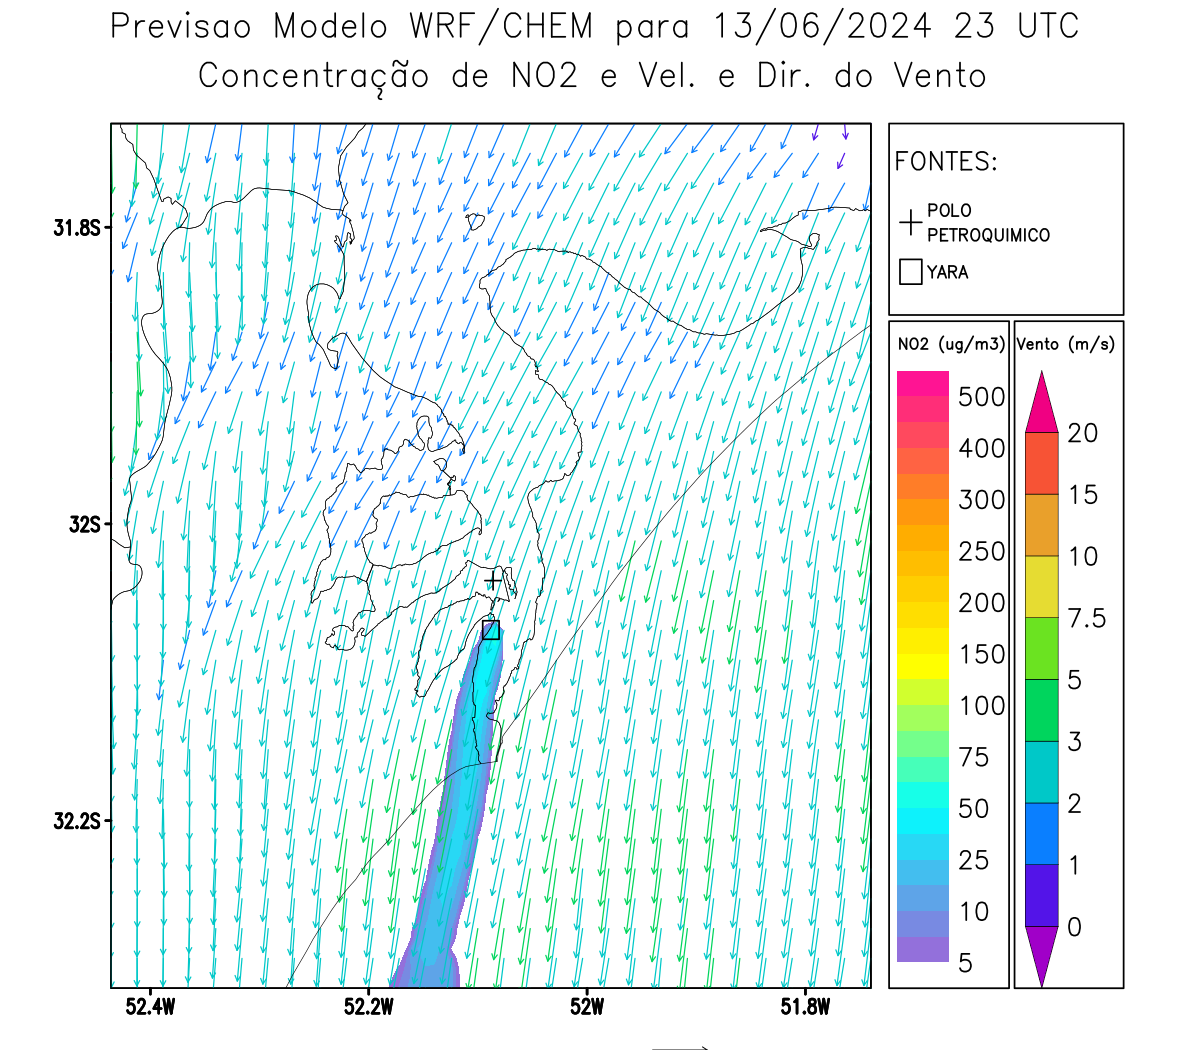 Previsao Modelo WRF/CHEM para 13/06/2024 23 UTC
Concentração de NO2 e Vel. e Dir. do Vento
FONTES:
POLO
PETROQUIMICO
YARA
NO2 (ug/m3)
500
400
300
250
200
150
100
75
50
25
10
5
Vento (m/s)
20
15
10
7.5
5
3
2
1
0
31.8S
32S
32.2S
52.4W
52.2W
52W
51.8W